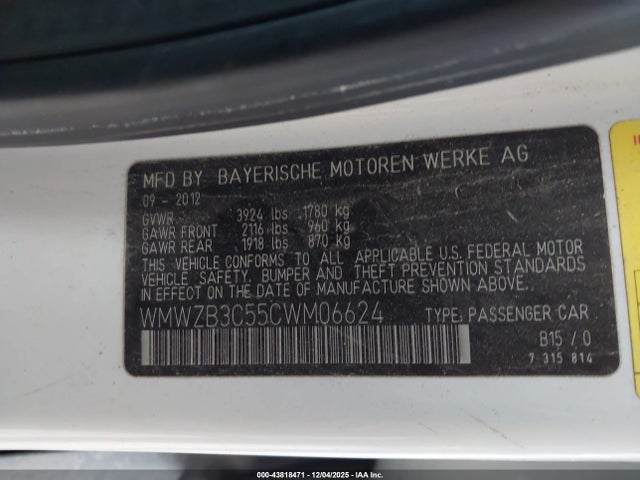 MFD BY BAYERISCHE MOTOREN WERKE AG
09 - 2012
GVWR 3924 lbs 1780 kg
GAWR FRONT 2116 lbs 960 kg
GAWR REAR 1918 lbs 870 kg
THIS VEHICLE CONFORMS TO ALL APPLICABLE U.S. FEDERAL MOTOR
VEHICLE SAFETY, BUMPER AND THEFT PREVENTION STANDARDS
IN EFFECT ON THE DATE OF MANUFACTURE SHOWN ABOVE.
WMWZB3C55CWM06624 TYPE: PASSENGER CAR
B15 / 0
7 315 814
000-43818471 - 12/04/2025 - IAA Inc.